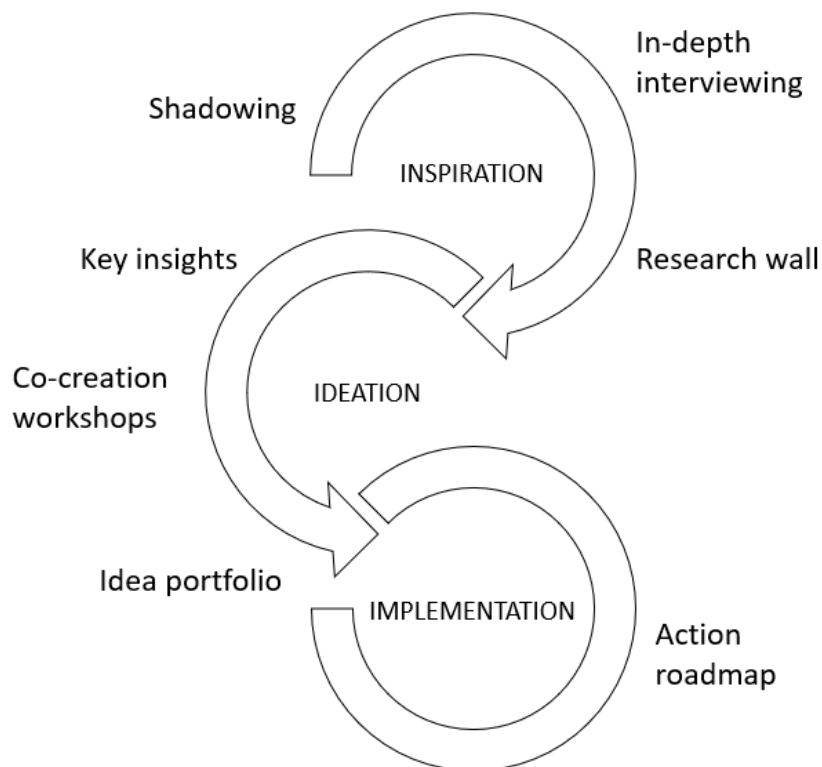 In-depth
interviewing
Shadowing
INSPIRATION
Key insights
Research wall
Co-creation
workshops
IDEATION
Idea portfolio
IMPLEMENTATION
Action
roadmap